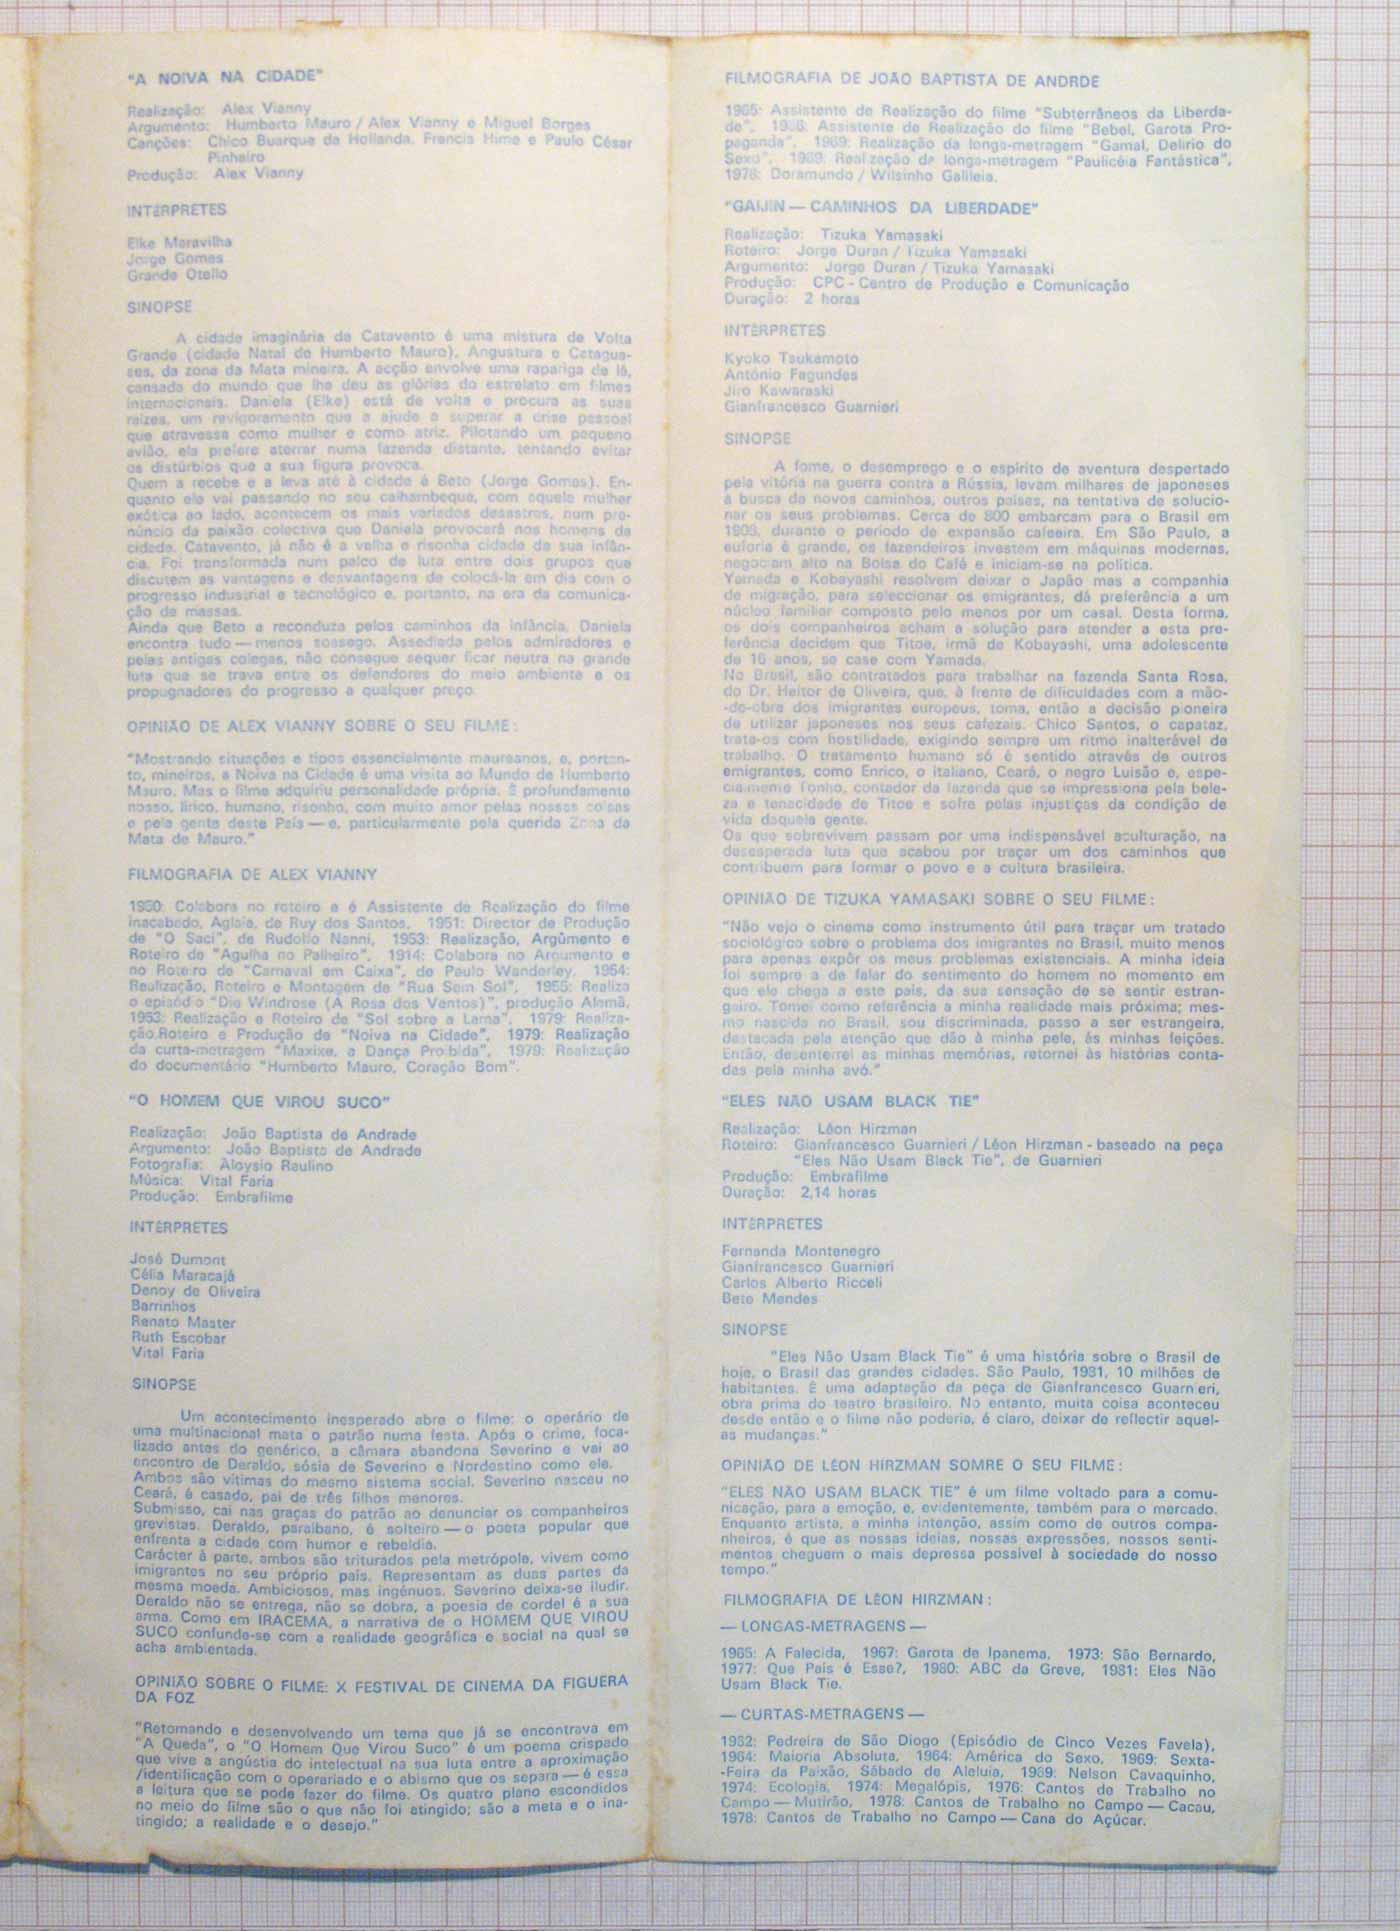 "A NOIVA NA CIDADE"
Realização: Alex Vianny
Argumento: Humberto Mauro / Alex Vianny e Miguel Borges
Canções: Chico Buarque da Hollanda, Francis Hime e Paulo César
Pinheiro
Produção: Alex Vianny
INTÉRPRETES
Elke Maravilha
Jorge Gomes
Grande Otello
SINOPSE
A cidade imaginária de Catavento é uma mistura de Volta
Grande (cidade Natal de Humberto Mauro), Angustura e Catagua-
ses, da zona da Mata mineira. A acção envolve uma rapariga de lá,
cansada do mundo que lhe deu as glórias do estrelato em filmes
internacionais. Daniela (Elke) está de volta e procura as suas
raízes, um revigoramento que a ajude a superar a crise pessoal
que atravessa como mulher e como atriz. Pilotando um pequeno
avião, ela prefere aterrar numa fazenda distante, tentando evitar
os distúrbios que a sua figura provoca.
Quem a recebe e a leva até à cidade é Beto (Jorge Gomes). En-
quanto ele vai passando no seu calhambeque, com aquela mulher
exótica ao lado, acontecem os mais variados desastres, num pre-
núncio da paixão colectiva que Daniela provocará nos homens da
cidade. Catavento, já não é a velha e risonha cidade da sua infân-
cia. Foi transformada num palco de luta entre dois grupos que
discutem as vantagens e desvantagens de colocá-la em dia com o
progresso industrial e tecnológico e, portanto, na era da comunica-
ção de massas.
Ainda que Beto a reconduza pelos caminhos da infância, Daniela
encontra tudo — menos sossego. Assediada pelos admiradores e
pelas antigas colegas, não consegue sequer ficar neutra na grande
luta que se trava entre os defendores do meio ambiente e os
propugnadores do progresso a qualquer preço.
OPINIÃO DE ALEX VIANNY SOBRE O SEU FILME:
"Mostrando situações e tipos essencialmente maureanos, e, portan-
to, mineiros, a Noiva na Cidade é uma visita ao Mundo de Humberto
Mauro. Mas o filme adquiriu personalidade própria. É profundamente
nosso, lírico, humano, risonho, com muito amor pelas nossas coisas
e pela gente deste País — e, particularmente pela querida Zona da
Mata de Mauro."
FILMOGRAFIA DE ALEX VIANNY
1950: Colabora no roteiro e é Assistente de Realização do filme
inacabado, Aglaia, de Ruy dos Santos, 1951: Director de Produção
de "O Saci", de Rudolfo Nanni, 1953: Realização, Argûmento e
Roteiro de "Agulha no Palheiro", 1914: Colabora no Argumento e
no Roteiro de "Carnaval em Caixa", de Paulo Wanderley, 1954:
Realização, Roteiro e Montagem de "Rua Sem Sol", 1955: Realiza
o episódio "Die Windrose (A Rosa dos Ventos)", produção Alemã,
1963: Realização e Roteiro de "Sol sobre a Lama", 1979: Realiza-
ção,Roteiro e Produção de "Noiva na Cidade", 1979: Realização
da curta-metragem "Maxixe, a Dança Proibida", 1979: Realização
do documentário "Humberto Mauro, Coração Bom".
"O HOMEM QUE VIROU SUCO"
Realização: João Baptista de Andrade
Argumento: João Baptista de Andrade
Fotografia: Aloysio Raulino
Música: Vital Faria
Produção: Embrafilme
INTÉRPRETES
José Dumont
Célia Maracajá
Denoy de Oliveira
Barrinhos
Renato Master
Ruth Escobar
Vital Faria
SINOPSE
Um acontecimento inesperado abre o filme: o operário de
uma multinacional mata o patrão numa festa. Após o crime, foca-
lizado antes do genérico, a câmara abandona Severino e vai ao
encontro de Deraldo, sósia de Severino e Nordestino como ele.
Ambos são vítimas do mesmo sistema social. Severino nasceu no
Ceará, é casado, pai de três filhos menores.
Submisso, cai nas graças do patrão ao denunciar os companheiros
grevistas. Deraldo, paraibano, é solteiro — o poeta popular que
enfrenta a cidade com humor e rebeldia.
Carácter à parte, ambos são triturados pela metrópole, vivem como
imigrantes no seu próprio país. Representam as duas partes da
mesma moeda. Ambiciosos, mas ingénuos. Severino deixa-se iludir.
Deraldo não se entrega, não se dobra, a poesia de cordel é a sua
arma. Como em IRACEMA, a narrativa de o HOMEM QUE VIROU
SUCO confunde-se com a realidade geográfica e social na qual se
acha ambientada.
OPINIÃO SOBRE O FILME: X FESTIVAL DE CINEMA DA FIGUERA
DA FOZ
"Retomando e desenvolvendo um tema que já se encontrava em
"A Queda", o "O Homem Que Virou Suco" é um poema crispado
que vive a angústia do intelectual na sua luta entre a aproximação
/identificação com o operariado e o abismo que os separa — é essa
a leitura que se pode fazer do filme. Os quatro plano escondidos
no meio do filme são o que não foi atingido; são a meta e o ina-
tingido; a realidade e o desejo."
FILMOGRAFIA DE JOÃO BAPTISTA DE ANDRDE
1965: Assistente de Realização do filme "Subterrâneos da Liberda-
de", 1966: Assistente de Realização do filme "Bebel, Garota Pro-
paganda", 1969: Realização da longa-metragem "Gamal, Delírio do
Sexo", 1969: Realização da longa-metragem "Paulicéia Fantástica",
1978: Doramundo / Wilsinho Galileia.
"GAIJIN — CAMINHOS DA LIBERDADE"
Realização: Tizuka Yamasaki
Roteiro: Jorge Duran / Tizuka Yamasaki
Argumento: Jorge Duran / Tizuka Yamasaki
Produção: CPC - Centro de Produção e Comunicação
Duração: 2 horas
INTÉRPRETES
Kyoko Tsukamoto
António Fagundes
Jiro Kawaraski
Gianfrancesco Guarnieri
SINOPSE
A fome, o desemprego e o espírito de aventura despertado
pela vitória na guerra contra a Rússia, levam milhares de japoneses
à busca de novos caminhos, outros países, na tentativa de solucio-
nar os seus problemas. Cerca de 800 embarcam para o Brasil em
1908, durante o período de expansão cafeeira. Em São Paulo, a
euforia é grande, os fazendeiros investem em máquinas modernas,
negociam alto na Bolsa do Café e iniciam-se na política.
Yamada e Kobayashi resolvem deixar o Japão mas a companhia
de migração, para seleccionar os emigrantes, dá preferência a um
núcleo familiar composto pelo menos por um casal. Desta forma,
os dois companheiros acham a solução para atender a esta pre-
ferência decidem que Titoe, irmã de Kobayashi, uma adolescente
de 16 anos, se case com Yamada.
No Brasil, são contratados para trabalhar na fazenda Santa Rosa,
do Dr. Heitor de Oliveira, que, à frente de dificuldades com a mão-
-de-obra dos imigrantes europeus, toma, então a decisão pioneira
de utilizar japoneses nos seus cafezais. Chico Santos, o capataz,
trata-os com hostilidade, exigindo sempre um ritmo inalterável de
trabalho. O tratamento humano só é sentido através de outros
emigrantes, como Enrico, o italiano, Ceará, o negro Luisão e, espe-
cialmente Tonho, contador da fazenda que se impressiona pela bele-
za e tenacidade de Titoe e sofre pelas injustiças da condição de
vida daquela gente.
Os que sobrevivem passam por uma indispensável aculturação, na
desesperada luta que acabou por traçar um dos caminhos que
contribuem para formar o povo e a cultura brasileira.
OPINIÃO DE TIZUKA YAMASAKI SOBRE O SEU FILME:
"Não vejo o cinema como instrumento útil para traçar um tratado
sociológico sobre o problema dos imigrantes no Brasil, muito menos
para apenas expôr os meus problemas existenciais. A minha ideia
foi sempre a de falar do sentimento do homem no momento em
que ele chega a este país, da sua sensação de se sentir estran-
geiro. Tomei como referência a minha realidade mais próxima; mes-
mo nascida no Brasil, sou discriminada, passo a ser estrangeira,
destacada pela atenção que dão à minha pele, às minhas feições.
Então, desenterrei as minhas memórias, retornei às histórias conta-
das pela minha avó."
"ELES NÃO USAM BLACK TIE"
Realização: Léon Hirzman
Roteiro: Gianfrancesco Guarnieri / Léon Hirzman - baseado na peça
"Eles Não Usam Black Tie", de Guarnieri
Produção: Embrafilme
Duração: 2,14 horas
INTÉRPRETES
Fernanda Montenegro
Gianfrancesco Guarnieri
Carlos Alberto Ricceli
Bete Mendes
SINOPSE
"Eles Não Usam Black Tie" é uma história sobre o Brasil de
hoje, o Brasil das grandes cidades. São Paulo, 1981, 10 milhões de
habitantes. É uma adaptação da peça de Gianfrancesco Guarnieri,
obra prima do teatro brasileiro. No entanto, muita coisa aconteceu
desde então e o filme não poderia, é claro, deixar de reflectir aquel-
as mudanças."
OPINIÃO DE LÉON HIRZMAN SOMRE O SEU FILME:
"ELES NÃO USAM BLACK TIE" é um filme voltado para a comu-
nicação, para a emoção, e, evidentemente, também para o mercado.
Enquanto artista, a minha intenção, assim como de outros compa-
nheiros, é que as nossas ideias, nossas expressões, nossos senti-
mentos cheguem o mais depressa possível à sociedade do nosso
tempo."
FILMOGRAFIA DE LÉON HIRZMAN:
— LONGAS-METRAGENS —
1965: A Falecida, 1967: Garota de Ipanema, 1973: São Bernardo,
1977: Que País é Esse?, 1980: ABC da Greve, 1981: Eles Não
Usam Black Tie.
— CURTAS-METRAGENS —
1962: Pedreira de São Diogo (Episódio de Cinco Vezes Favela),
1964: Maioria Absoluta, 1964: América do Sexo, 1969: Sexta-
-Feira da Paixão, Sábado de Aleluia, 1969: Nelson Cavaquinho,
1974: Ecologia, 1974: Megalópis, 1976: Cantos de Trabalho no
Campo — Mutirão, 1978: Cantos de Trabalho no Campo — Cacau,
1978: Cantos de Trabalho no Campo — Cana do Açúcar.